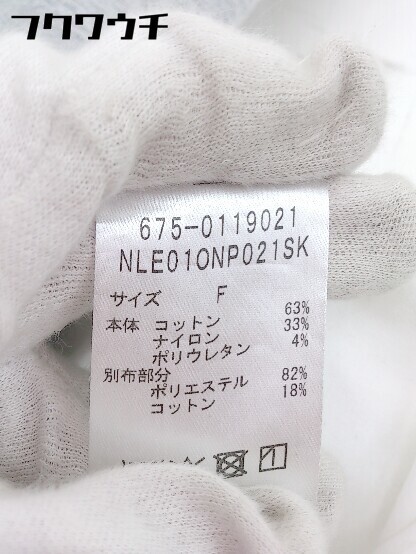 フクワウチ
675-0119021
NLE01ONP021SK
サイズ F
本体 コットン 63%
ナイロン 33%
ポリウレタン 4%
別布部分
ポリエステル 82%
コットン 18%